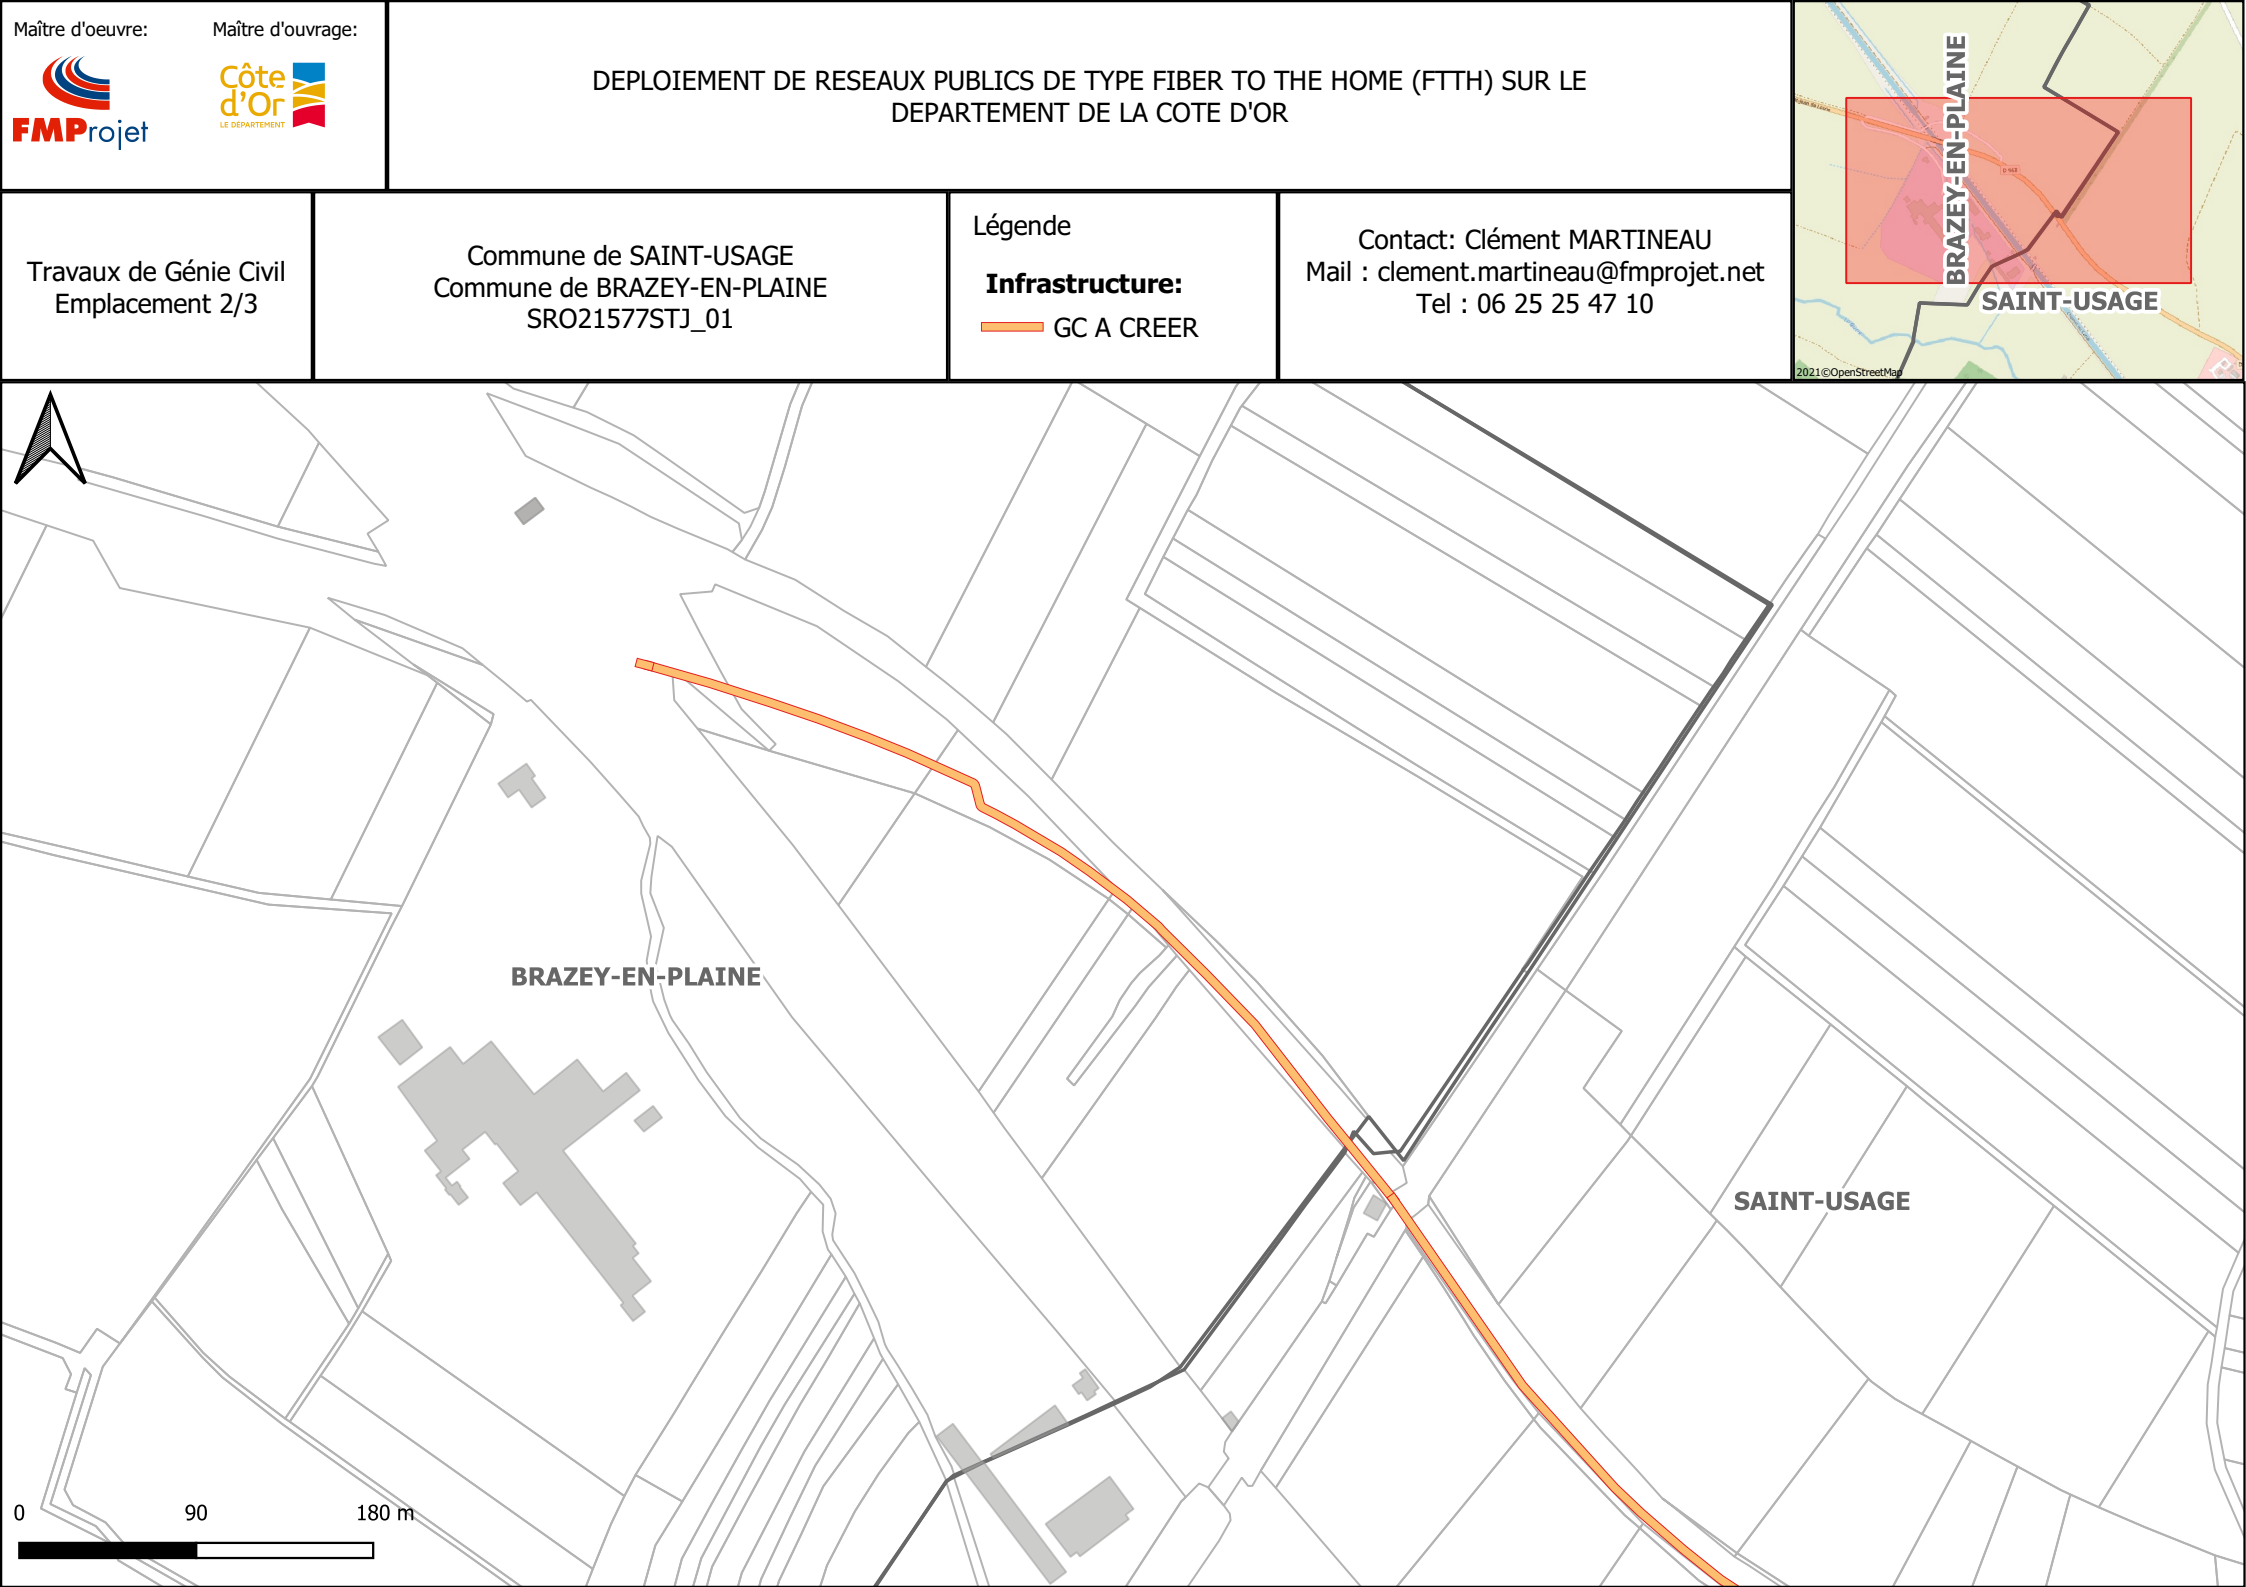 Maître d'oeuvre:
Maître d'ouvrage:
FMProjet
Côte
d'Or
LE DÉPARTEMENT
DEPLOIEMENT DE RESEAUX PUBLICS DE TYPE FIBER TO THE HOME (FTTH) SUR LE
DEPARTEMENT DE LA COTE D'OR
Travaux de Génie Civil
Emplacement 2/3
Commune de SAINT-USAGE
Commune de BRAZEY-EN-PLAINE
SRO21577STJ_01
Légende
Infrastructure:
GC A CREER
Contact: Clément MARTINEAU
Mail : clement.martineau@fmprojet.net
Tel : 06 25 25 47 10
BRAZEY-EN-PLAINE
D 968
SAINT-USAGE
2021©OpenStreetMap
BRAZEY-EN-PLAINE
SAINT-USAGE
0 90 180 m